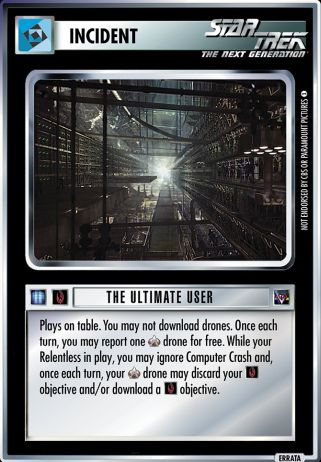 INCIDENT
STAR TREK
THE NEXT GENERATION
NOT ENDORSED BY CBS OR PARAMOUNT PICTURES
THE ULTIMATE USER
Plays on table. You may not download drones. Once each
turn, you may report one drone for free. While your
Relentless in play, you may ignore Computer Crash and,
once each turn, your drone may discard your
objective and/or download a objective.
ERRATA